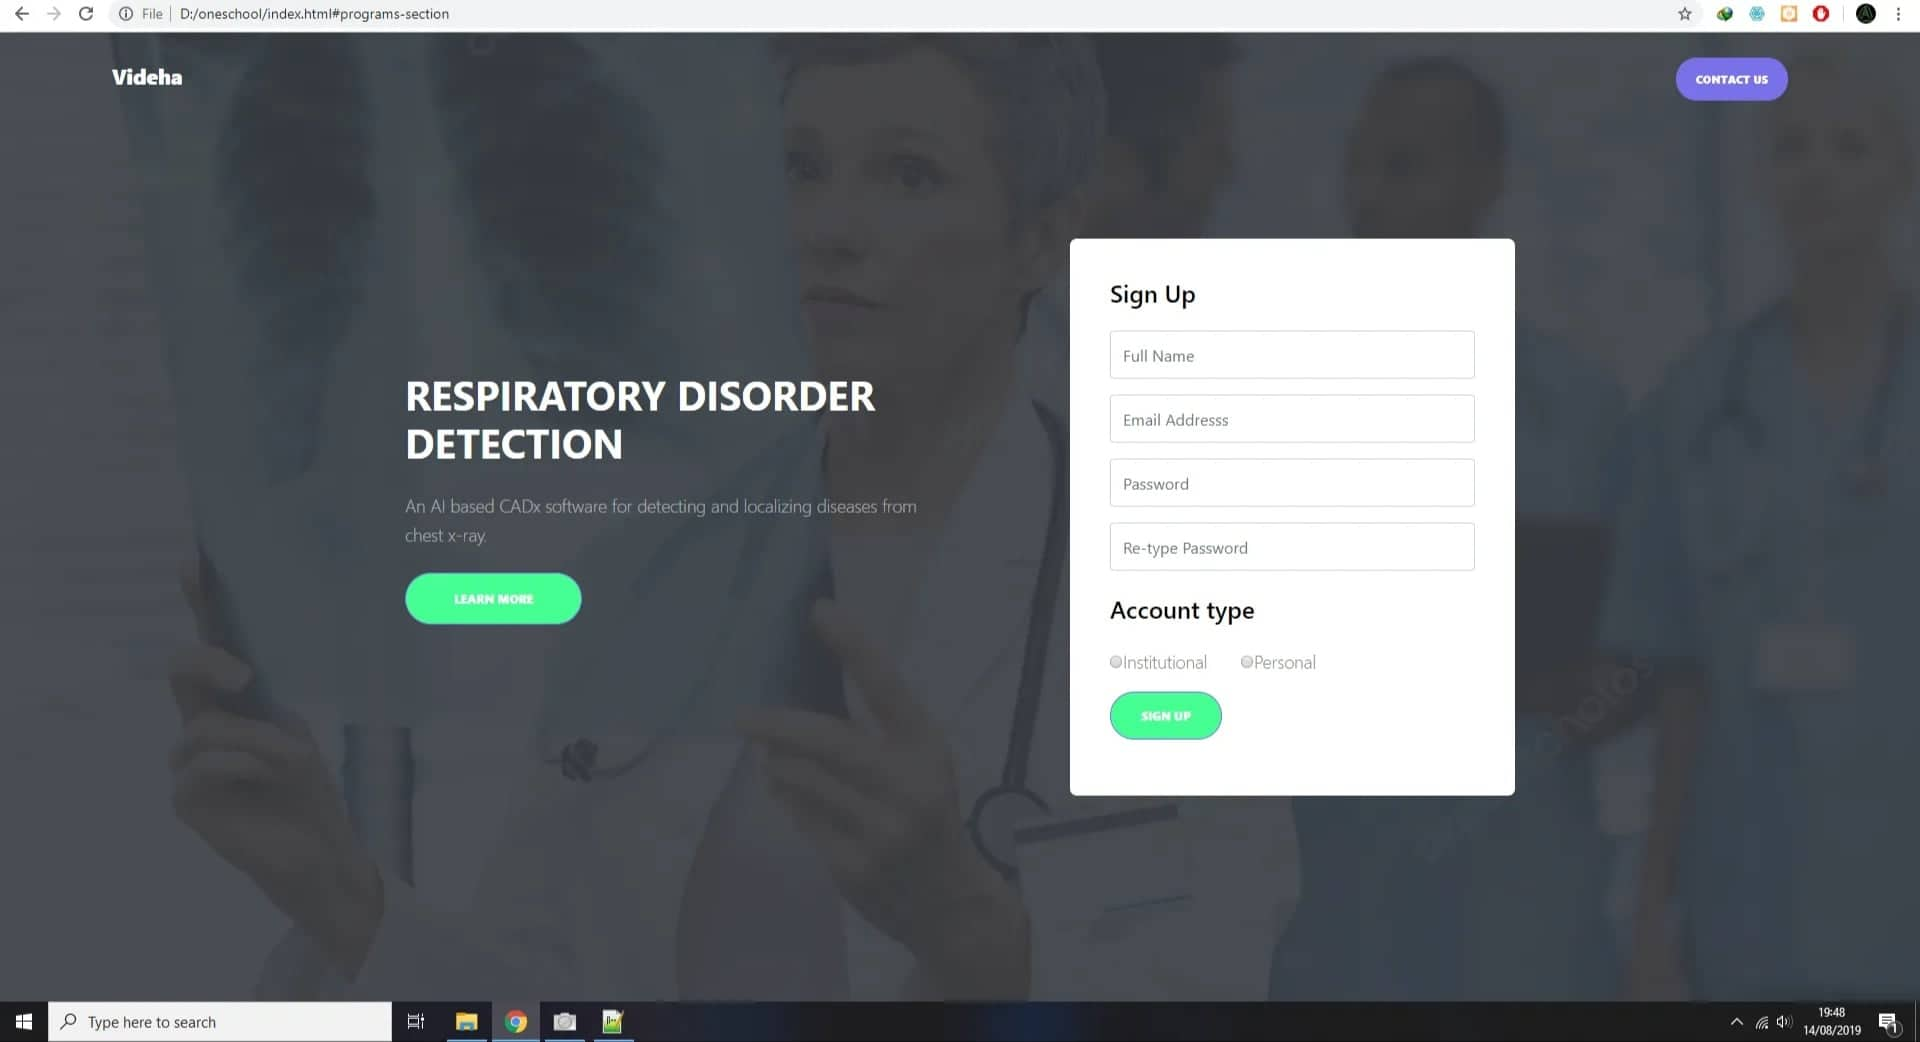 File D:/oneschool/index.html#programs-section
Videha
CONTACT US
RESPIRATORY DISORDER
DETECTION
An AI based CADx software for detecting and localizing diseases from
chest x-ray.
LEARN MORE
Sign Up
Full Name
Email Addresss
Password
Re-type Password
Account type
Institutional Personal
SIGN UP
Type here to search
19:48
14/08/2019
1